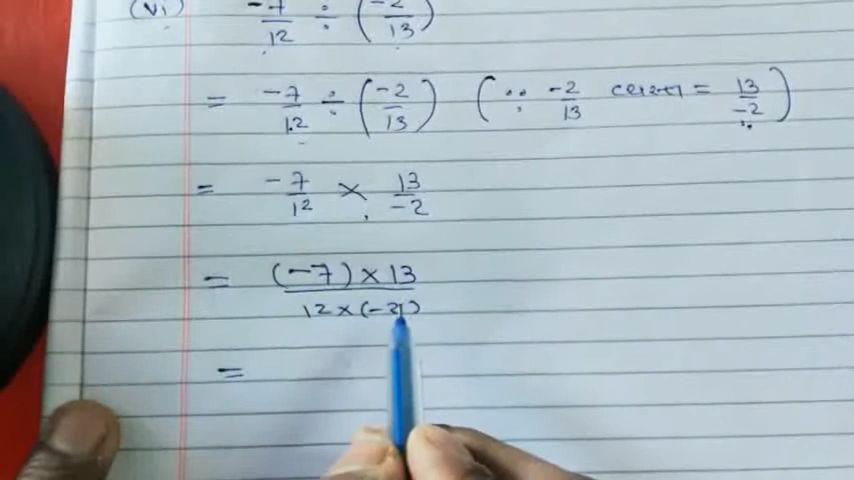 (vi) -7/12 ÷ (-2/13)
= -7/12 ÷ (-2/13) (∵ -2/13 = 13/-2)
= -7/12 × 13/-2
= (-7) × 13 / 12 × (-2)
=